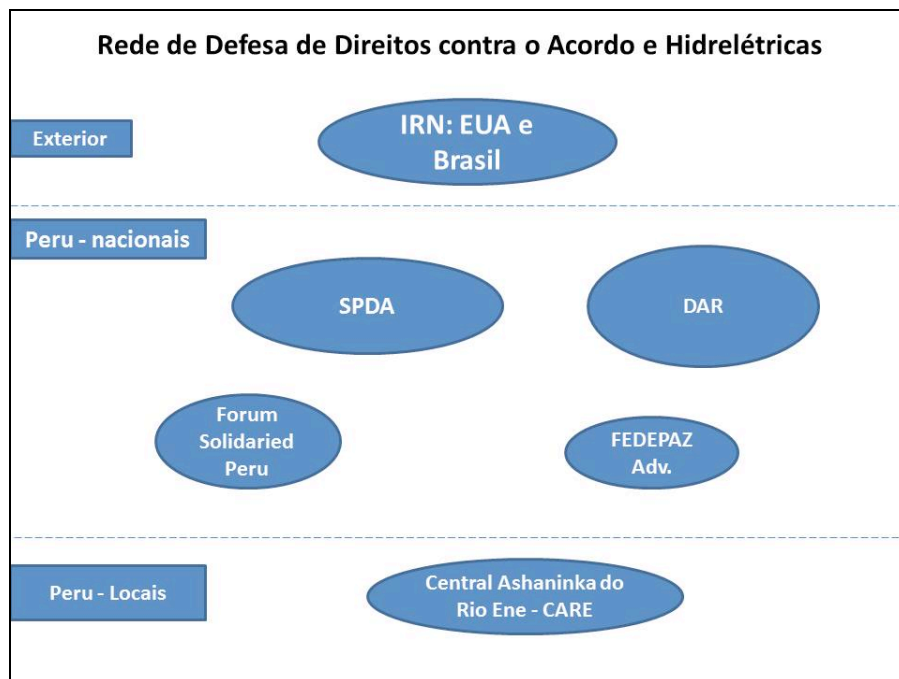 Rede de Defesa de Direitos contra o Acordo e Hidrelétricas
Exterior
IRN: EUA e
Brasil
Peru - nacionais
SPDA
DAR
Forum
Solidaried
Peru
FEDEPAZ
Adv.
Peru - Locais
Central Ashaninka do
Rio Ene - CARE